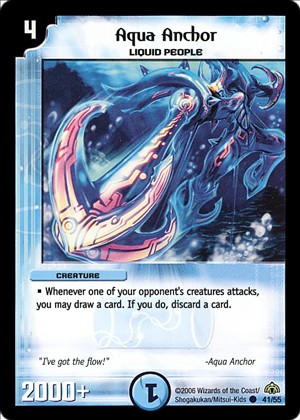 4
Aqua Anchor
LIQUID PEOPLE
CREATURE
▪ Whenever one of your opponent's creatures attacks,
you may draw a card. If you do, discard a card.
"I've got the flow!" -Aqua Anchor
2000+
1
©2006 Wizards of the Coast/
Shogakukan/Mitsui-Kids ● 41/55